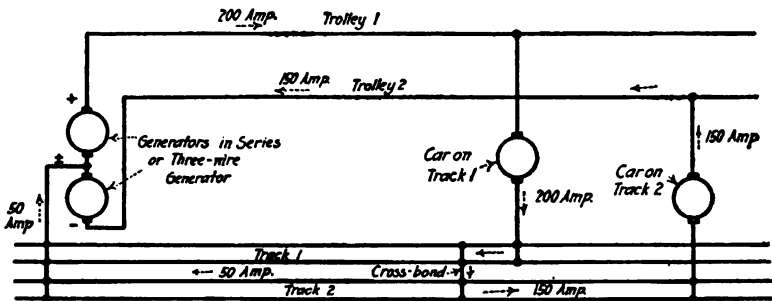 200 Amp.
Trolley 1
150 Amp.
Trolley 2
+
Generators in Series
or Three-wire
Generator
±
-
50
Amp
Car on
Track 1
200 Amp.
150 Amp
Car on
Track 2
Track 1
50 Amp.
Cross-bond
Track 2
150 Amp.